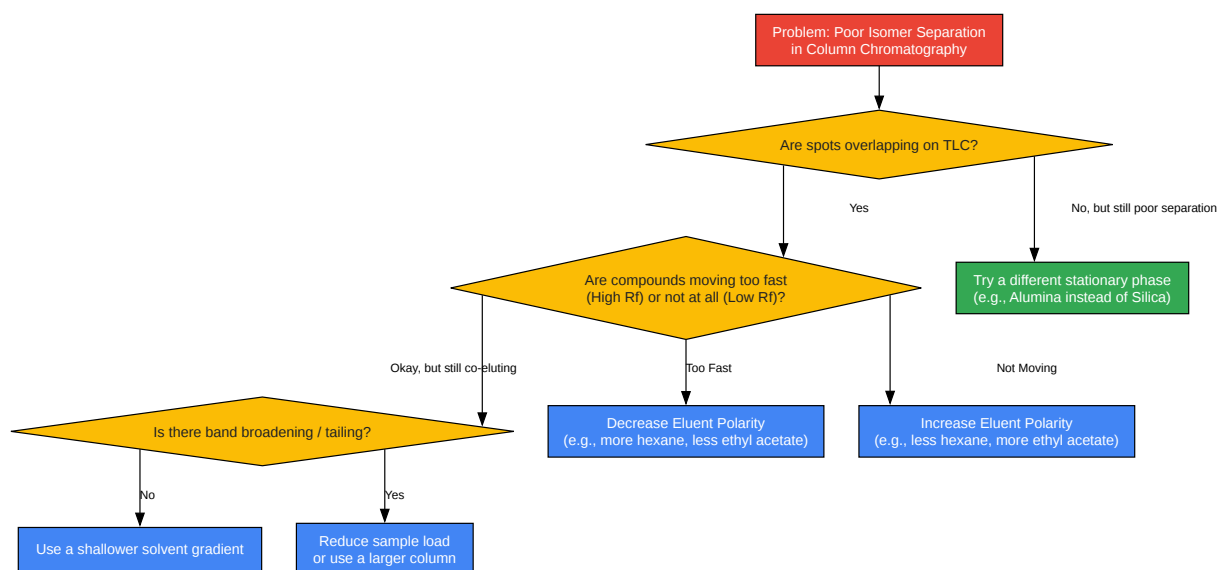 Problem: Poor Isomer Separation
in Column Chromatography
Are spots overlapping on TLC?
Yes
No, but still poor separation
Are compounds moving too fast
(High Rf) or not at all (Low Rf)?
Try a different stationary phase
(e.g., Alumina instead of Silica)
Okay, but still co-eluting
Too Fast
Not Moving
Is there band broadening / tailing?
Decrease Eluent Polarity
(e.g., more hexane, less ethyl acetate)
Increase Eluent Polarity
(e.g., less hexane, more ethyl acetate)
No
Yes
Use a shallower solvent gradient
Reduce sample load
or use a larger column